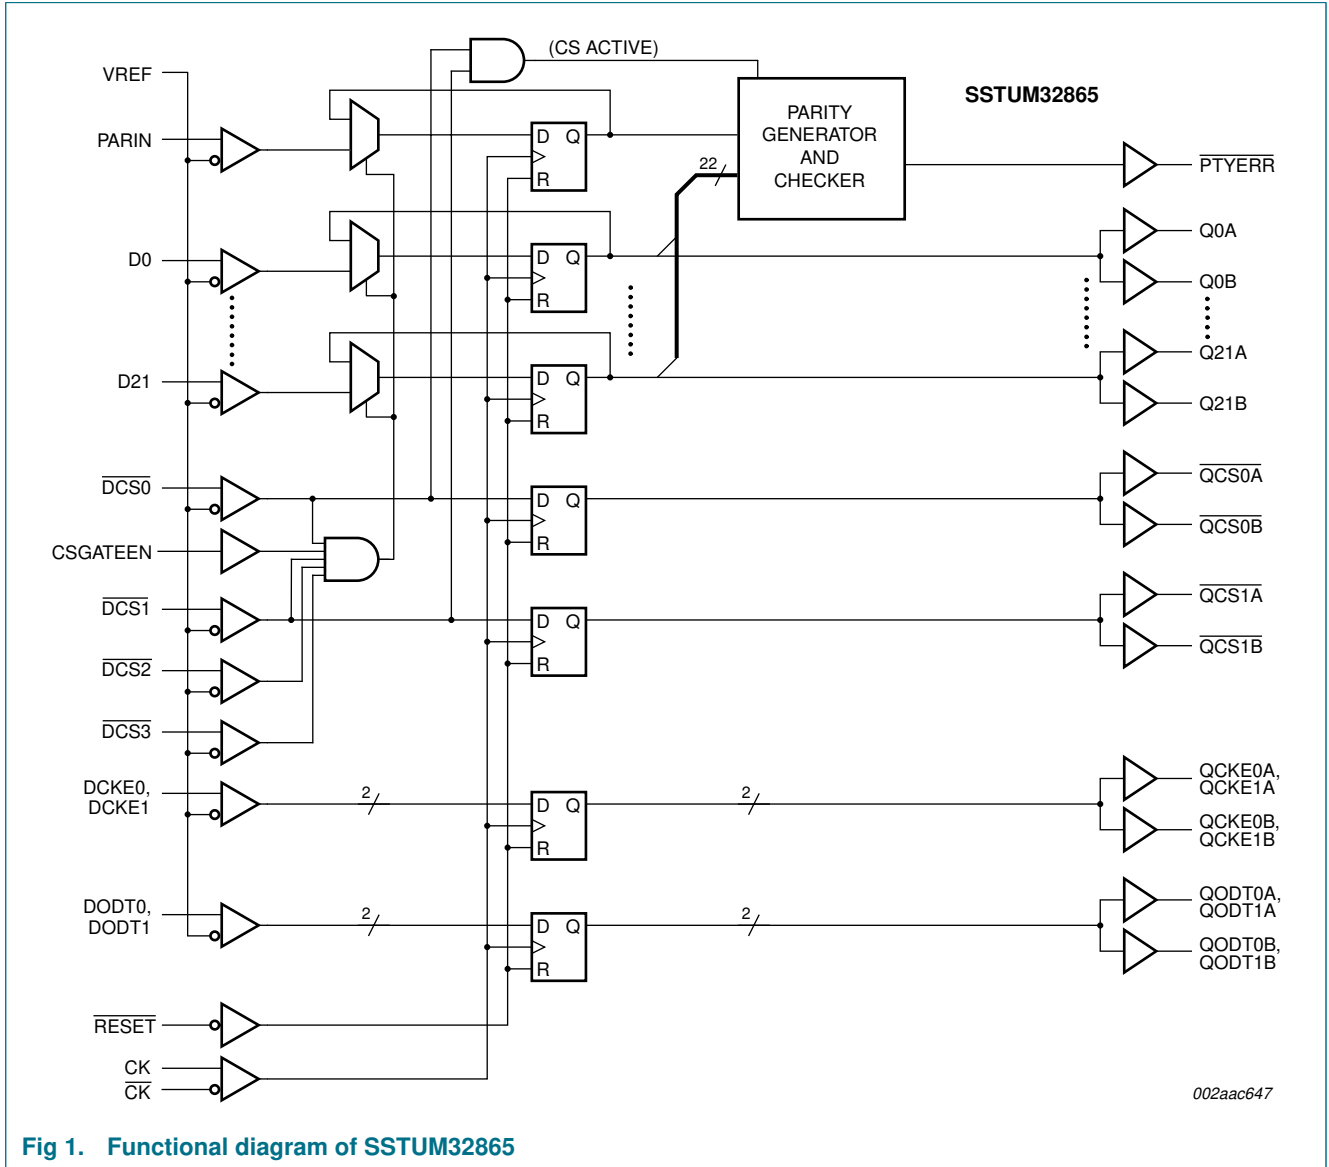 (CS ACTIVE)
VREF
SSTUM32865
PARITY
GENERATOR
AND
CHECKER
PARIN
D Q
R
22
PTYERR
Q0A
D0
D Q
R
Q0B
D21
D Q
R
Q21A
Q21B
DCS0
D Q
R
QCS0A
QCS0B
CSGATEEN
DCS1
D Q
R
QCS1A
QCS1B
DCS2
DCS3
DCKE0,
DCKE1
2
D Q
R
2
QCKE0A,
QCKE1A
QCKE0B,
QCKE1B
DODT0,
DODT1
2
D Q
R
2
QODT0A,
QODT1A
QODT0B,
QODT1B
RESET
CK
CK
002aac647
Fig 1. Functional diagram of SSTUM32865